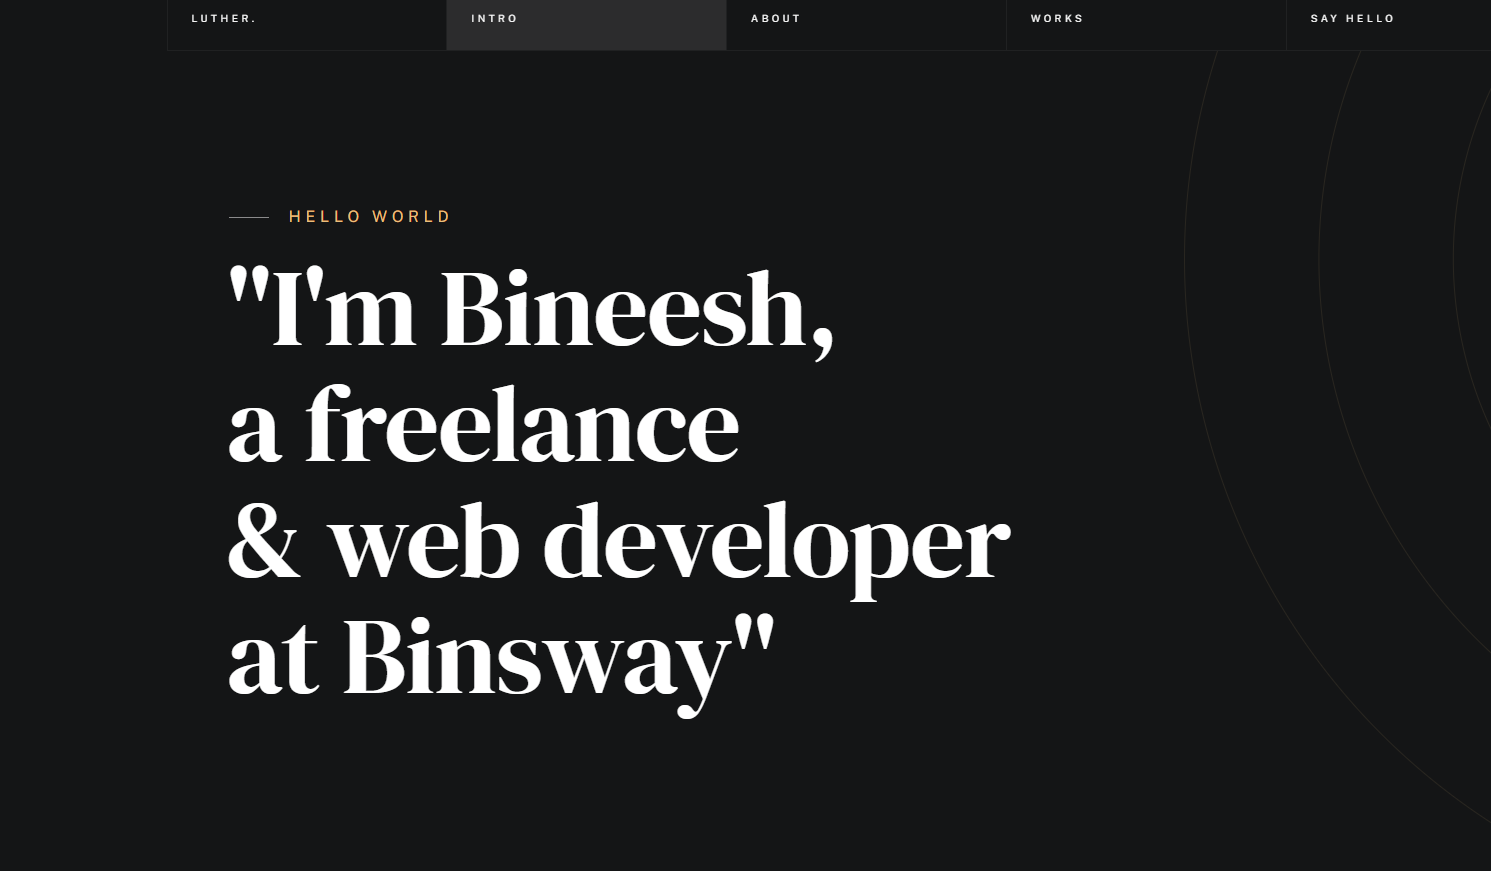 LUTHER.
INTRO
ABOUT
WORKS
SAY HELLO
HELLO WORLD
"I'm Bineesh,
a freelance
& web developer
at Binsway"